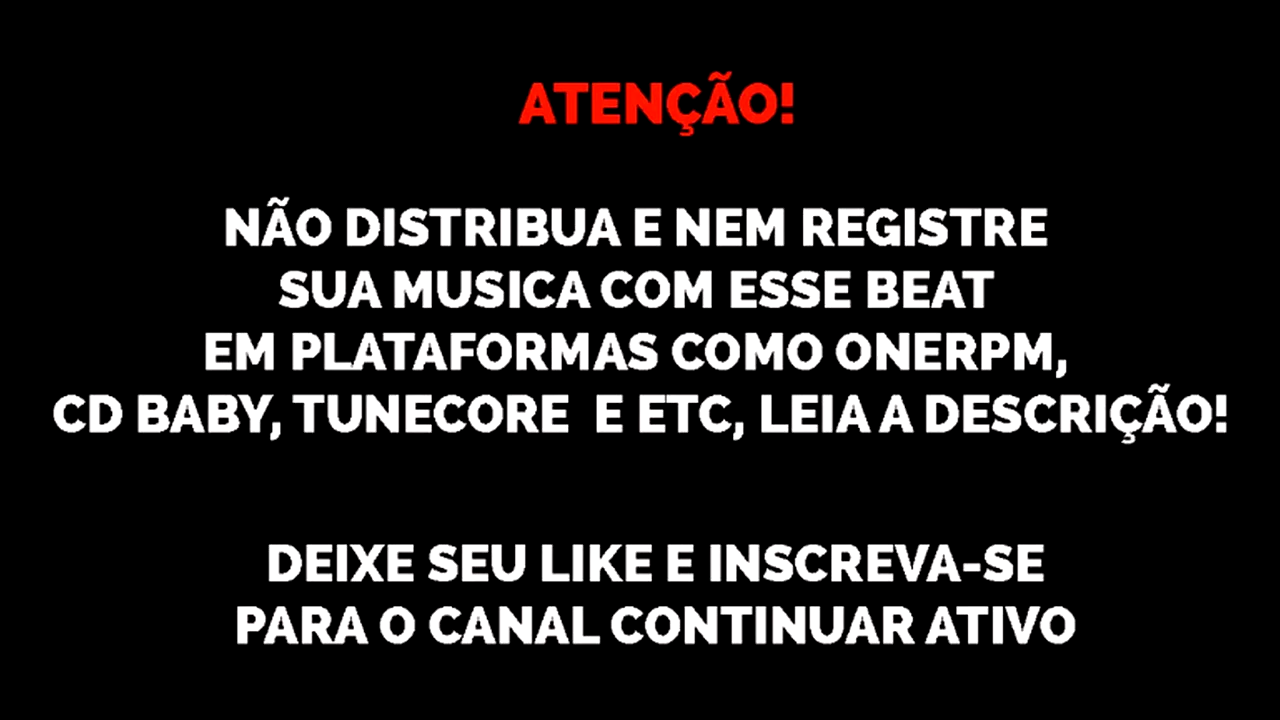 ATENÇÃO!
NÃO DISTRIBUA E NEM REGISTRE
SUA MUSICA COM ESSE BEAT
EM PLATAFORMAS COMO ONERPM,
CD BABY, TUNECORE E ETC, LEIA A DESCRIÇÃO!
DEIXE SEU LIKE E INSCREVA-SE
PARA O CANAL CONTINUAR ATIVO